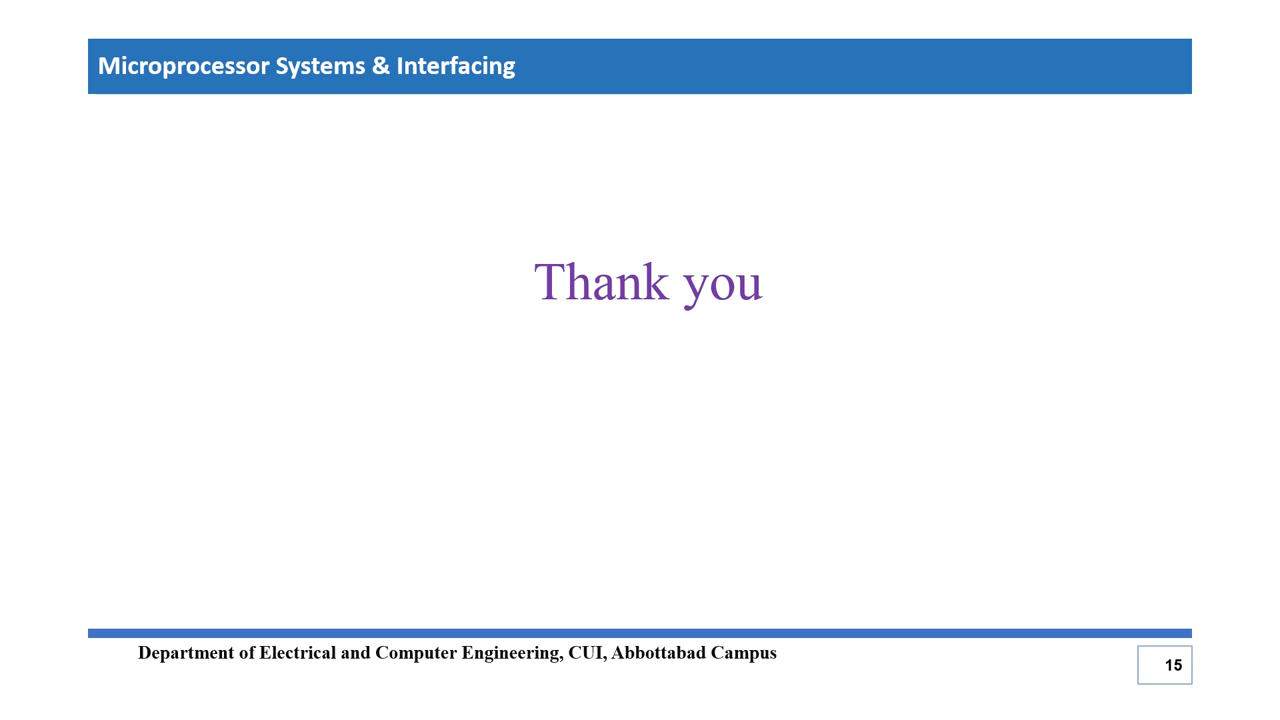 Microprocessor Systems & Interfacing
Thank you
Department of Electrical and Computer Engineering, CUI, Abbottabad Campus
15